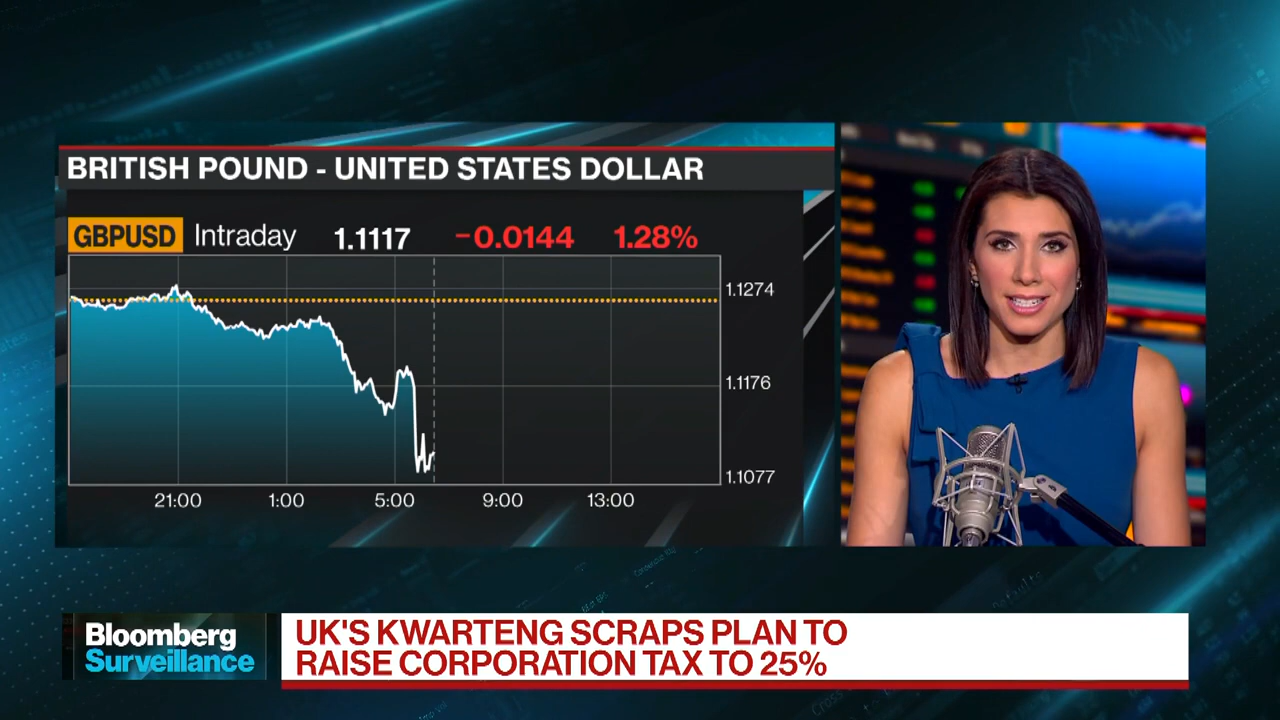 BRITISH POUND - UNITED STATES DOLLAR
GBPUSD Intraday 1.1117 -0.0144 1.28%
1.1274
1.1176
1.1077
21:00 1:00 5:00 9:00 13:00
Bloomberg
Surveillance
UK'S KWARTENG SCRAPS PLAN TO
RAISE CORPORATION TAX TO 25%